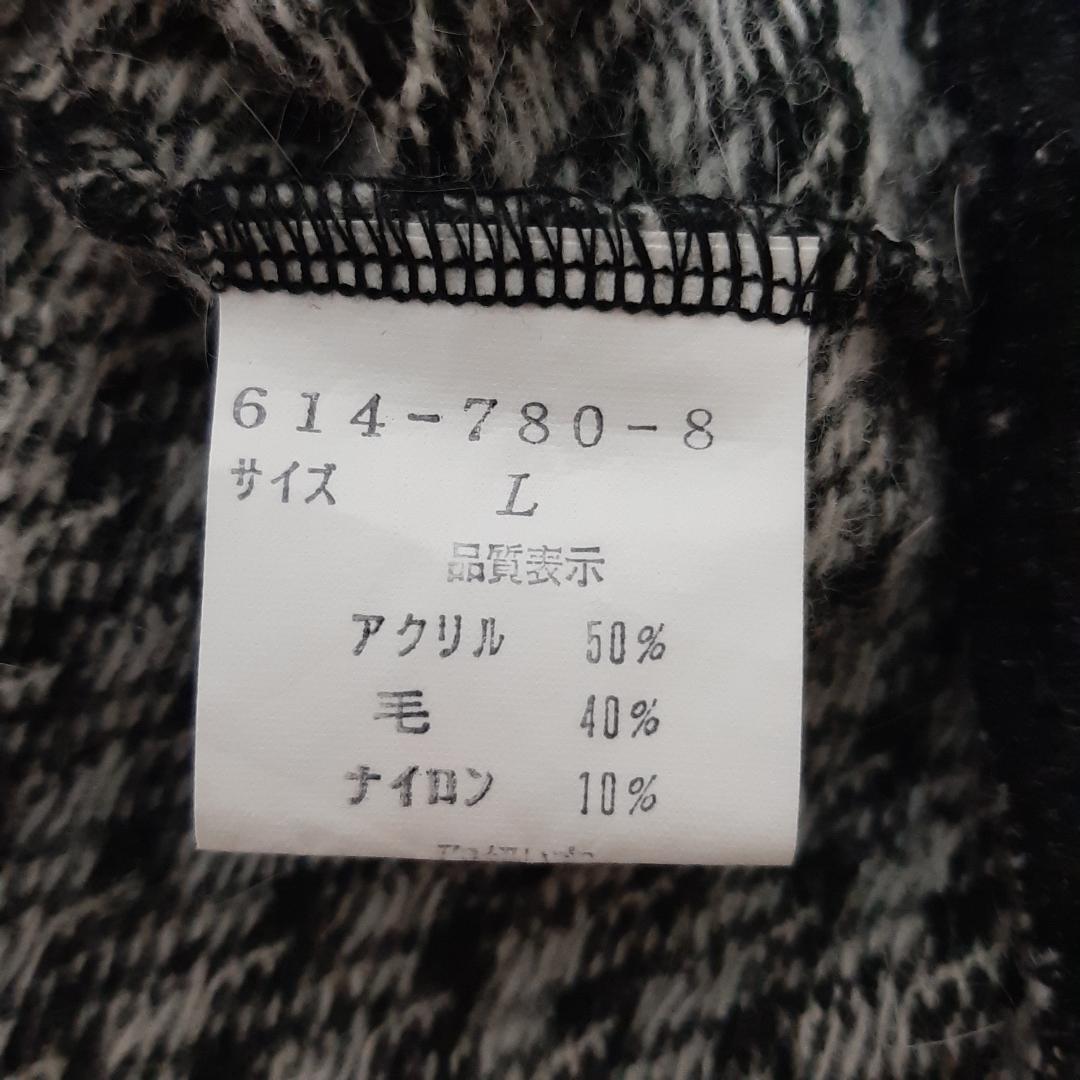 614-780-8
サイズ L
品質表示
アクリル 50%
毛 40%
ナイロン 10%